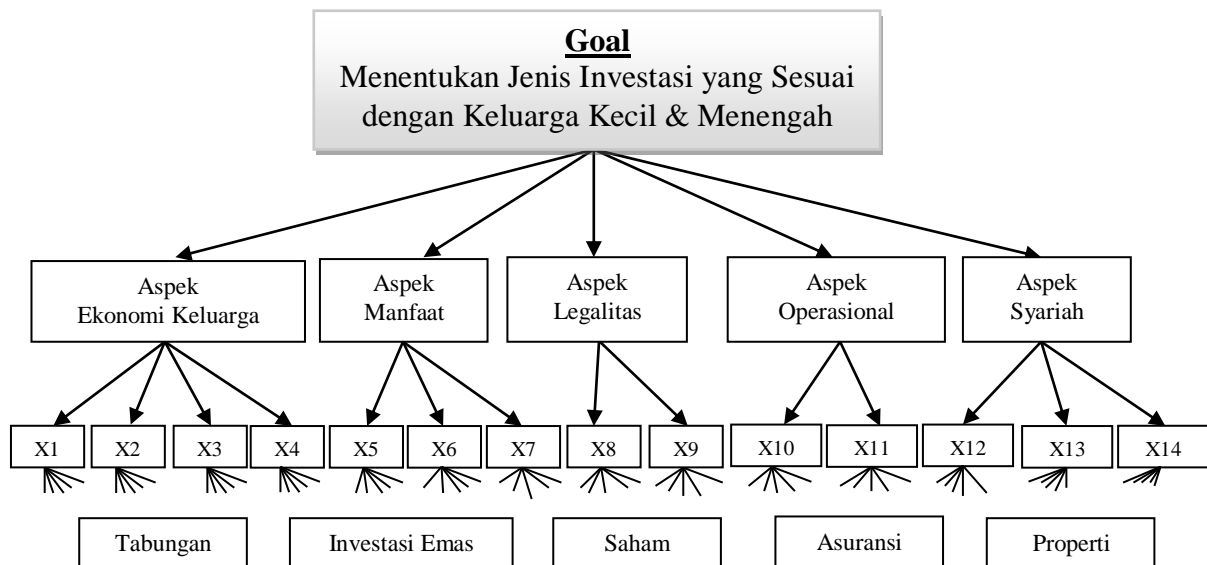 Goal
Menentukan Jenis Investasi yang Sesuai
dengan Keluarga Kecil & Menengah
Aspek
Ekonomi Keluarga
Aspek
Manfaat
Aspek
Legalitas
Aspek
Operasional
Aspek
Syariah
X1
X2
X3
X4
X5
X6
X7
X8
X9
X10
X11
X12
X13
X14
Tabungan
Investasi Emas
Saham
Asuransi
Properti